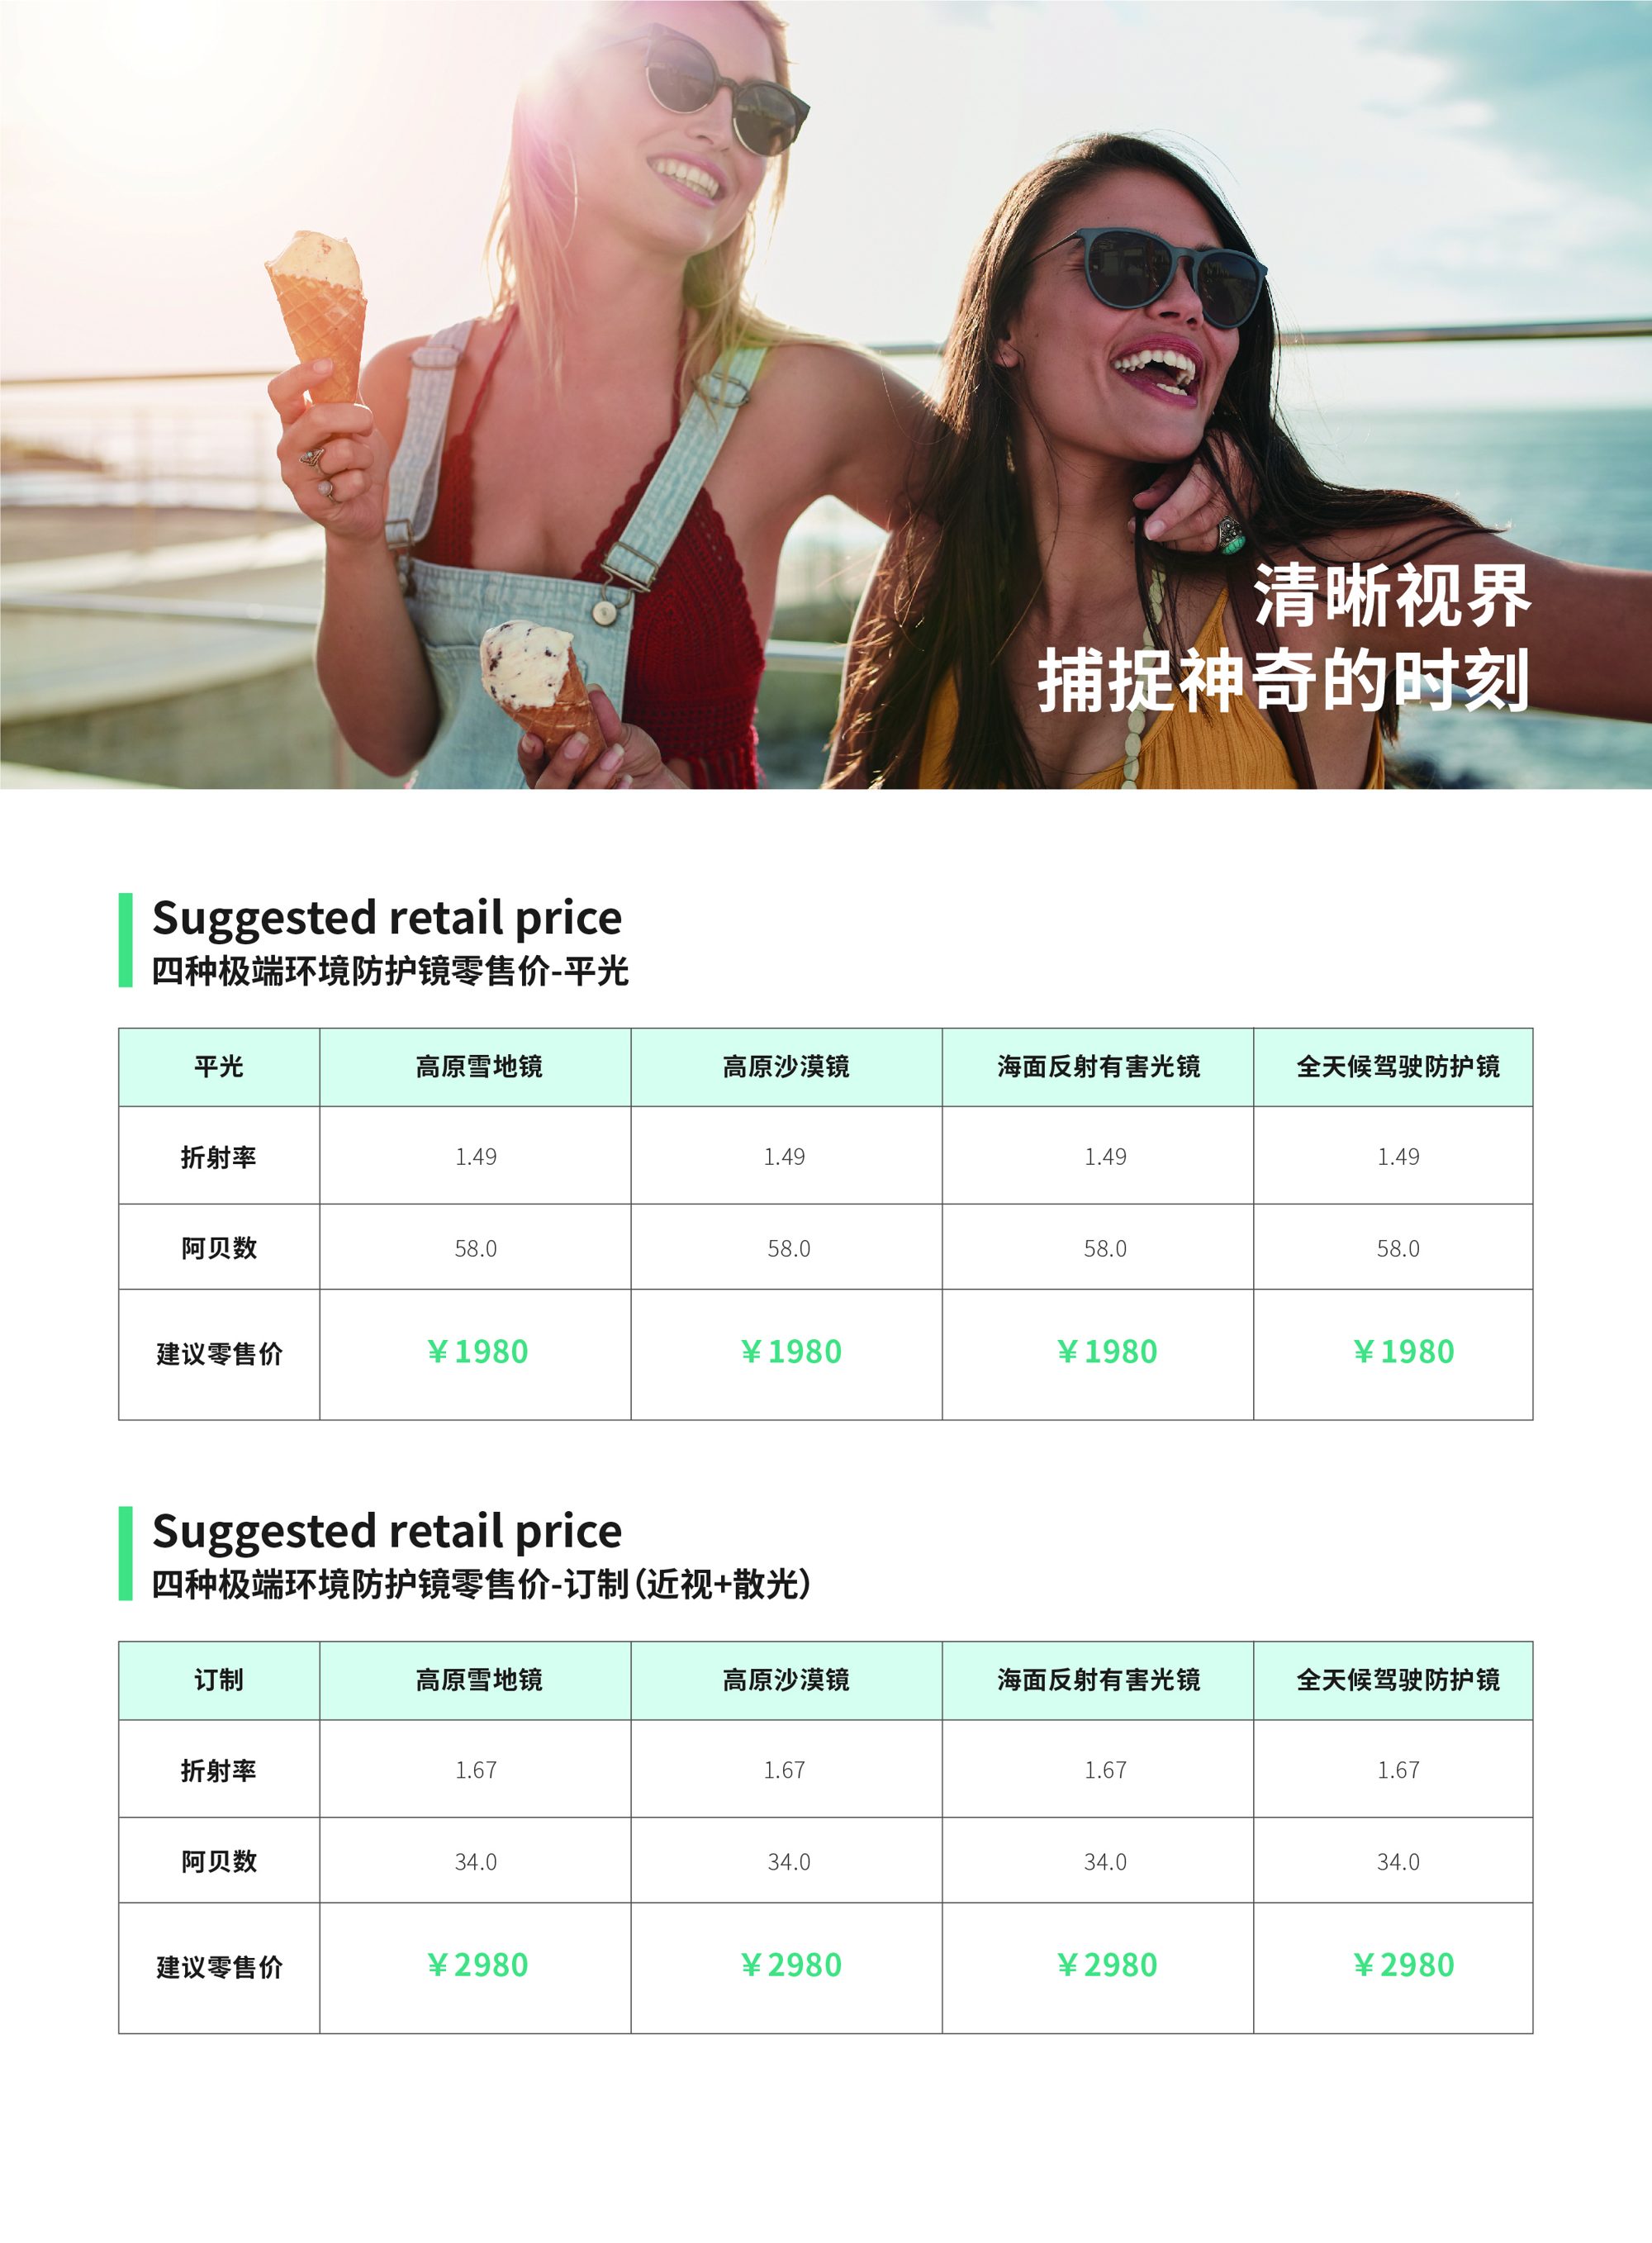 清晰视界
捕捉神奇的时刻
Suggested retail price
四种极端环境防护镜零售价-平光
平光 高原雪地镜 高原沙漠镜 海面反射有害光镜 全天候驾驶防护镜
折射率 1.49 1.49 1.49 1.49
阿贝数 58.0 58.0 58.0 58.0
建议零售价 ¥1980 ¥1980 ¥1980 ¥1980
Suggested retail price
四种极端环境防护镜零售价-订制(近视+散光)
订制 高原雪地镜 高原沙漠镜 海面反射有害光镜 全天候驾驶防护镜
折射率 1.67 1.67 1.67 1.67
阿贝数 34.0 34.0 34.0 34.0
建议零售价 ¥2980 ¥2980 ¥2980 ¥2980